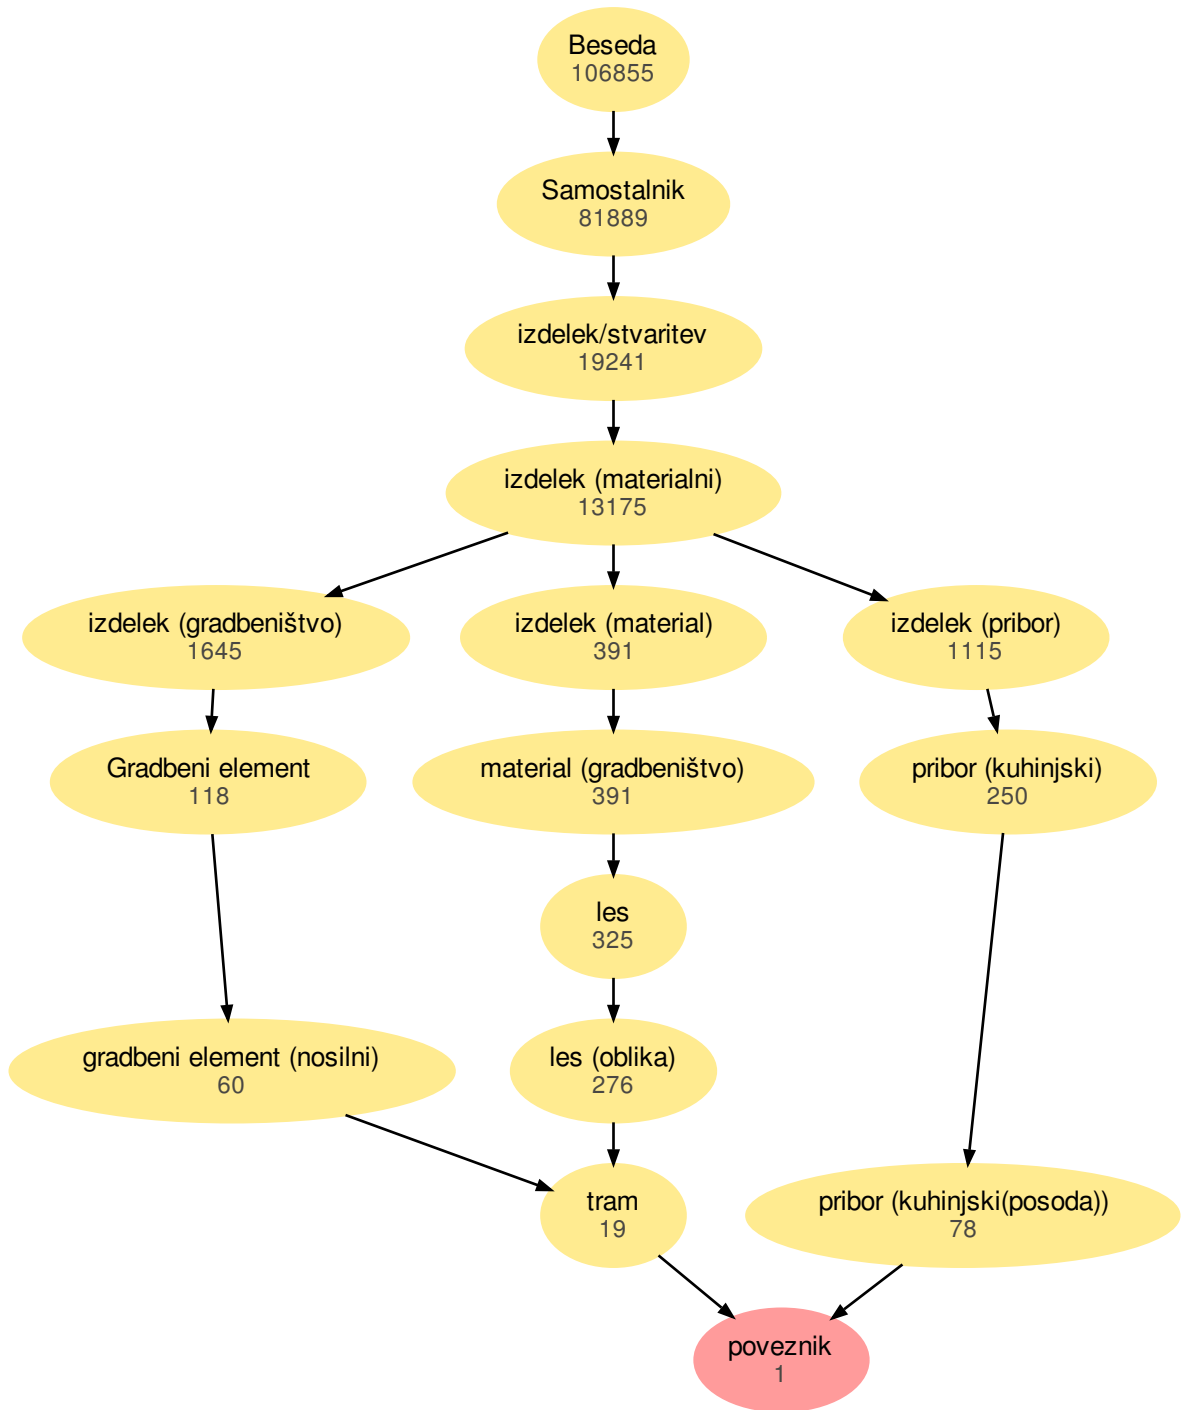 Beseda
106855
Samostalnik
81889
izdelek/stvaritev
19241
izdelek (materialni)
13175
izdelek (gradbeništvo)
1645
izdelek (material)
391
izdelek (pribor)
1115
Gradbeni element
118
material (gradbeništvo)
391
pribor (kuhinjski)
250
les
325
gradbeni element (nosilni)
60
les (oblika)
276
tram
19
pribor (kuhinjski(posoda))
78
poveznik
1